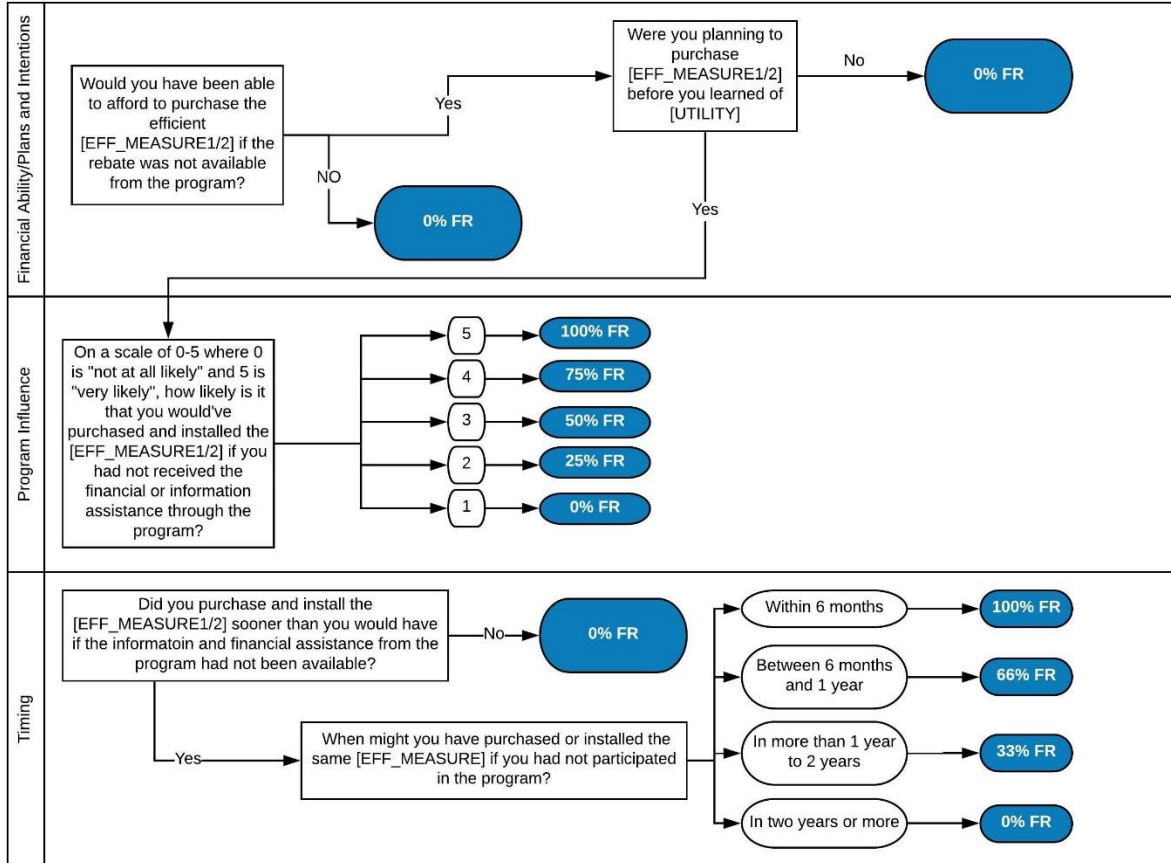 Financial Ability/Plans and Intentions
Would you have been able
to afford to purchase the
efficient
[EFF_MEASURE1/2] if the
rebate was not available
from the program?
Yes
NO
0% FR
Were you planning to
purchase
[EFF_MEASURE1/2]
before you learned of
[UTILITY]
No
0% FR
Yes
Program Influence
On a scale of 0-5 where 0
is "not at all likely" and 5 is
"very likely", how likely is it
that you would've
purchased and installed the
[EFF_MEASURE1/2] if you
had not received the
financial or information
assistance through the
program?
5
100% FR
4
75% FR
3
50% FR
2
25% FR
1
0% FR
Timing
Did you purchase and install the
[EFF_MEASURE1/2] sooner than you would have
if the informatoin and financial assistance from the
program had not been available?
No
0% FR
Yes
When might you have purchased or installed the
same [EFF_MEASURE] if you had not participated
in the program?
Within 6 months
100% FR
Between 6 months
and 1 year
66% FR
In more than 1 year
to 2 years
33% FR
In two years or more
0% FR